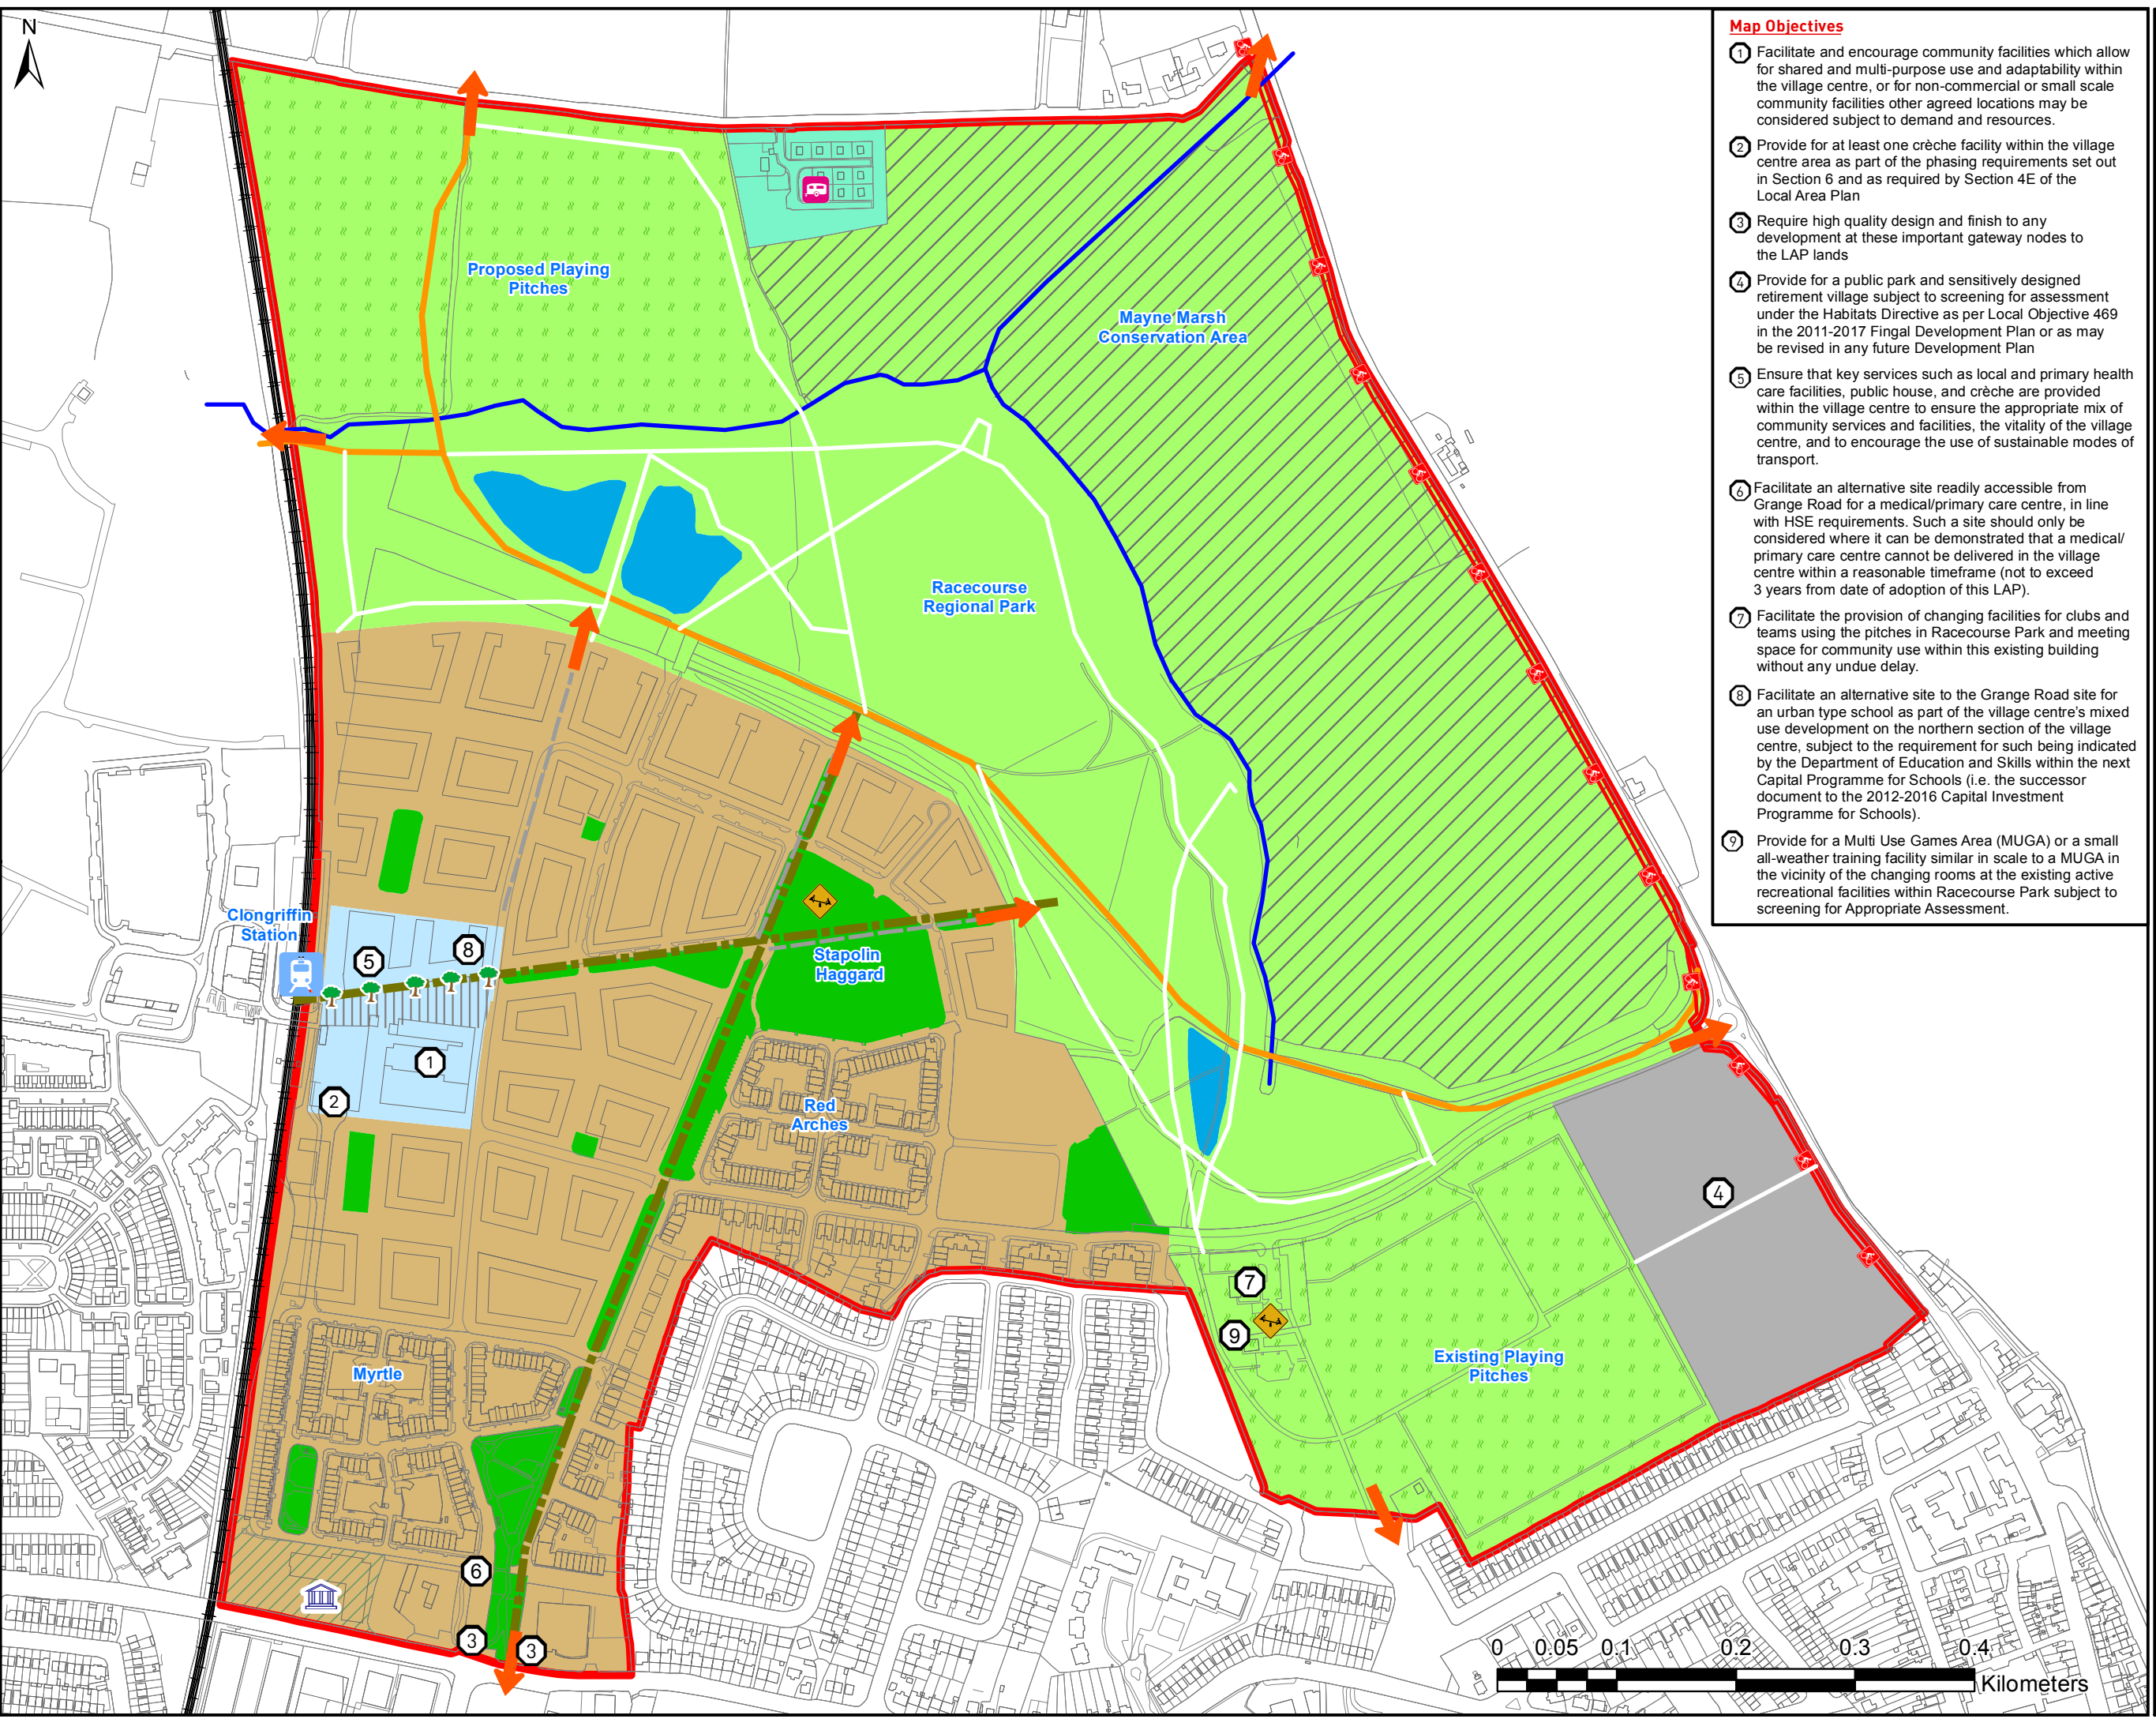 N
Map Objectives
1 Facilitate and encourage community facilities which allow
for shared and multi-purpose use and adaptability within
the village centre, or for non-commercial or small scale
community facilities other agreed locations may be
considered subject to demand and resources.
2 Provide for at least one crèche facility within the village
centre area as part of the phasing requirements set out
in Section 6 and as required by Section 4E of the
Local Area Plan
3 Require high quality design and finish to any
development at these important gateway nodes to
the LAP lands
4 Provide for a public park and sensitively designed
retirement village subject to screening for assessment
under the Habitats Directive as per Local Objective 469
in the 2011-2017 Fingal Development Plan or as may
be revised in any future Development Plan
5 Ensure that key services such as local and primary health
care facilities, public house, and crèche are provided
within the village centre to ensure the appropriate mix of
community services and facilities, the vitality of the village
centre, and to encourage the use of sustainable modes of
transport.
6 Facilitate an alternative site readily accessible from
Grange Road for a medical/primary care centre, in line
with HSE requirements. Such a site should only be
considered where it can be demonstrated that a medical/
primary care centre cannot be delivered in the village
centre within a reasonable timeframe (not to exceed
3 years from date of adoption of this LAP).
7 Facilitate the provision of changing facilities for clubs and
teams using the pitches in Racecourse Park and meeting
space for community use within this existing building
without any undue delay.
8 Facilitate an alternative site to the Grange Road site for
an urban type school as part of the village centre's mixed
use development on the northern section of the village
centre, subject to the requirement for such being indicated
by the Department of Education and Skills within the next
Capital Programme for Schools (i.e. the successor
document to the 2012-2016 Capital Investment
Programme for Schools).
9 Provide for a Multi Use Games Area (MUGA) or a small
all-weather training facility similar in scale to a MUGA in
the vicinity of the changing rooms at the existing active
recreational facilities within Racecourse Park subject to
screening for Appropriate Assessment.
Proposed Playing
Pitches
Mayne Marsh
Conservation Area
Racecourse
Regional Park
Clongriffin
Station
5
8
Stapolin
Haggard
1
2
Red
Arches
4
7
9
Existing Playing
Pitches
Myrtle
6
3
3
0 0.05 0.1 0.2 0.3 0.4
Kilometers